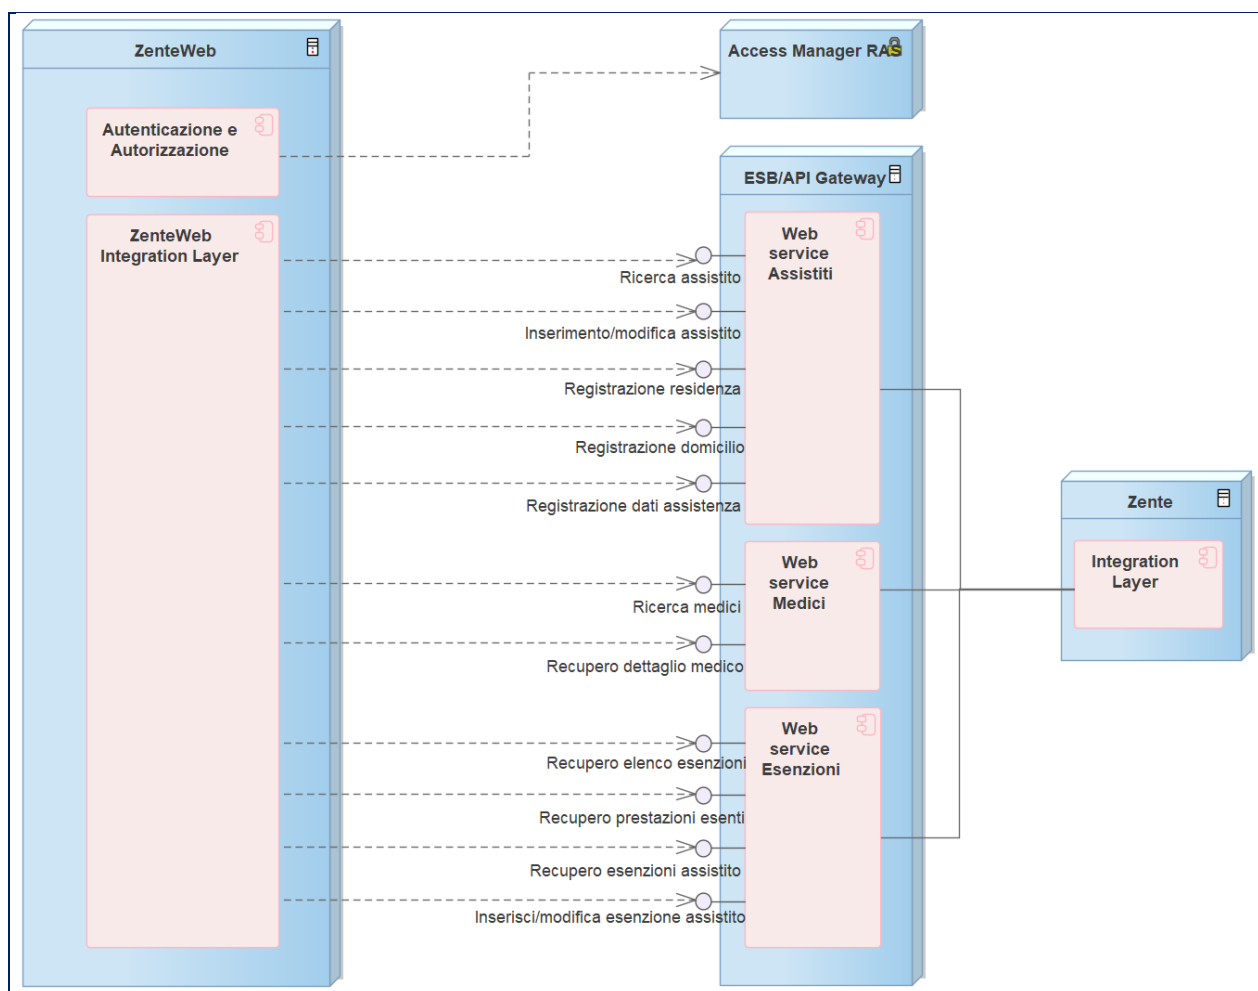 ZenteWeb
Autenticazione e
Autorizzazione
ZenteWeb
Integration Layer
Access Manager RAS
ESB/API Gateway
Web
service
Assistiti
Ricerca assistito
Inserimento/modifica assistito
Registrazione residenza
Registrazione domicilio
Registrazione dati assistenza
Web
service
Medici
Ricerca medici
Recupero dettaglio medico
Web
service
Esenzioni
Recupero elenco esenzioni
Recupero prestazioni esenti
Recupero esenzioni assistito
Inserisci/modifica esenzione assistito
Zente
Integration
Layer